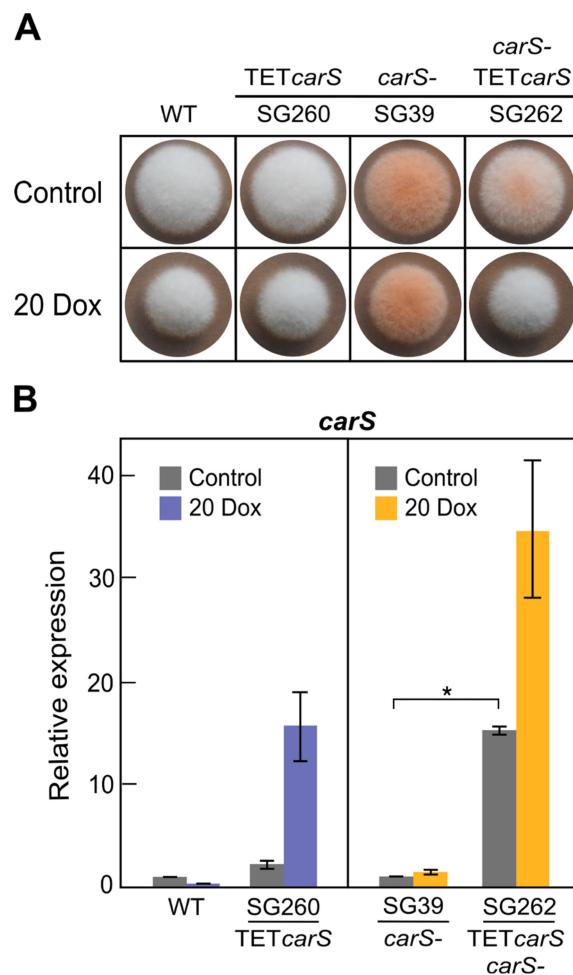 A
carS-
TETcarS carS- TETcarS
WT SG260 SG39 SG262
Control
20 Dox
B
carS
Control
20 Dox
Control
20 Dox
Relative expression
40
30
20
10
0
*
WT SG260 SG39 SG262
TETcarS carS- TETcarS
carS-